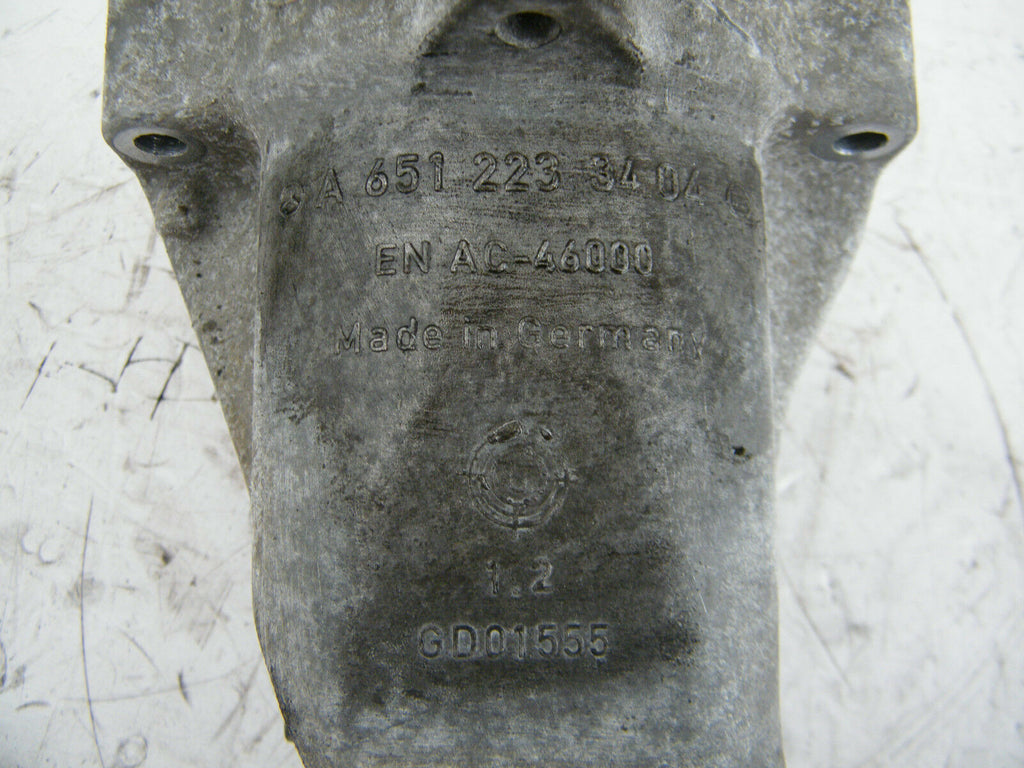 A 651 223 34 04
EN AC-46000
Made in Germany
1.2
GD01555